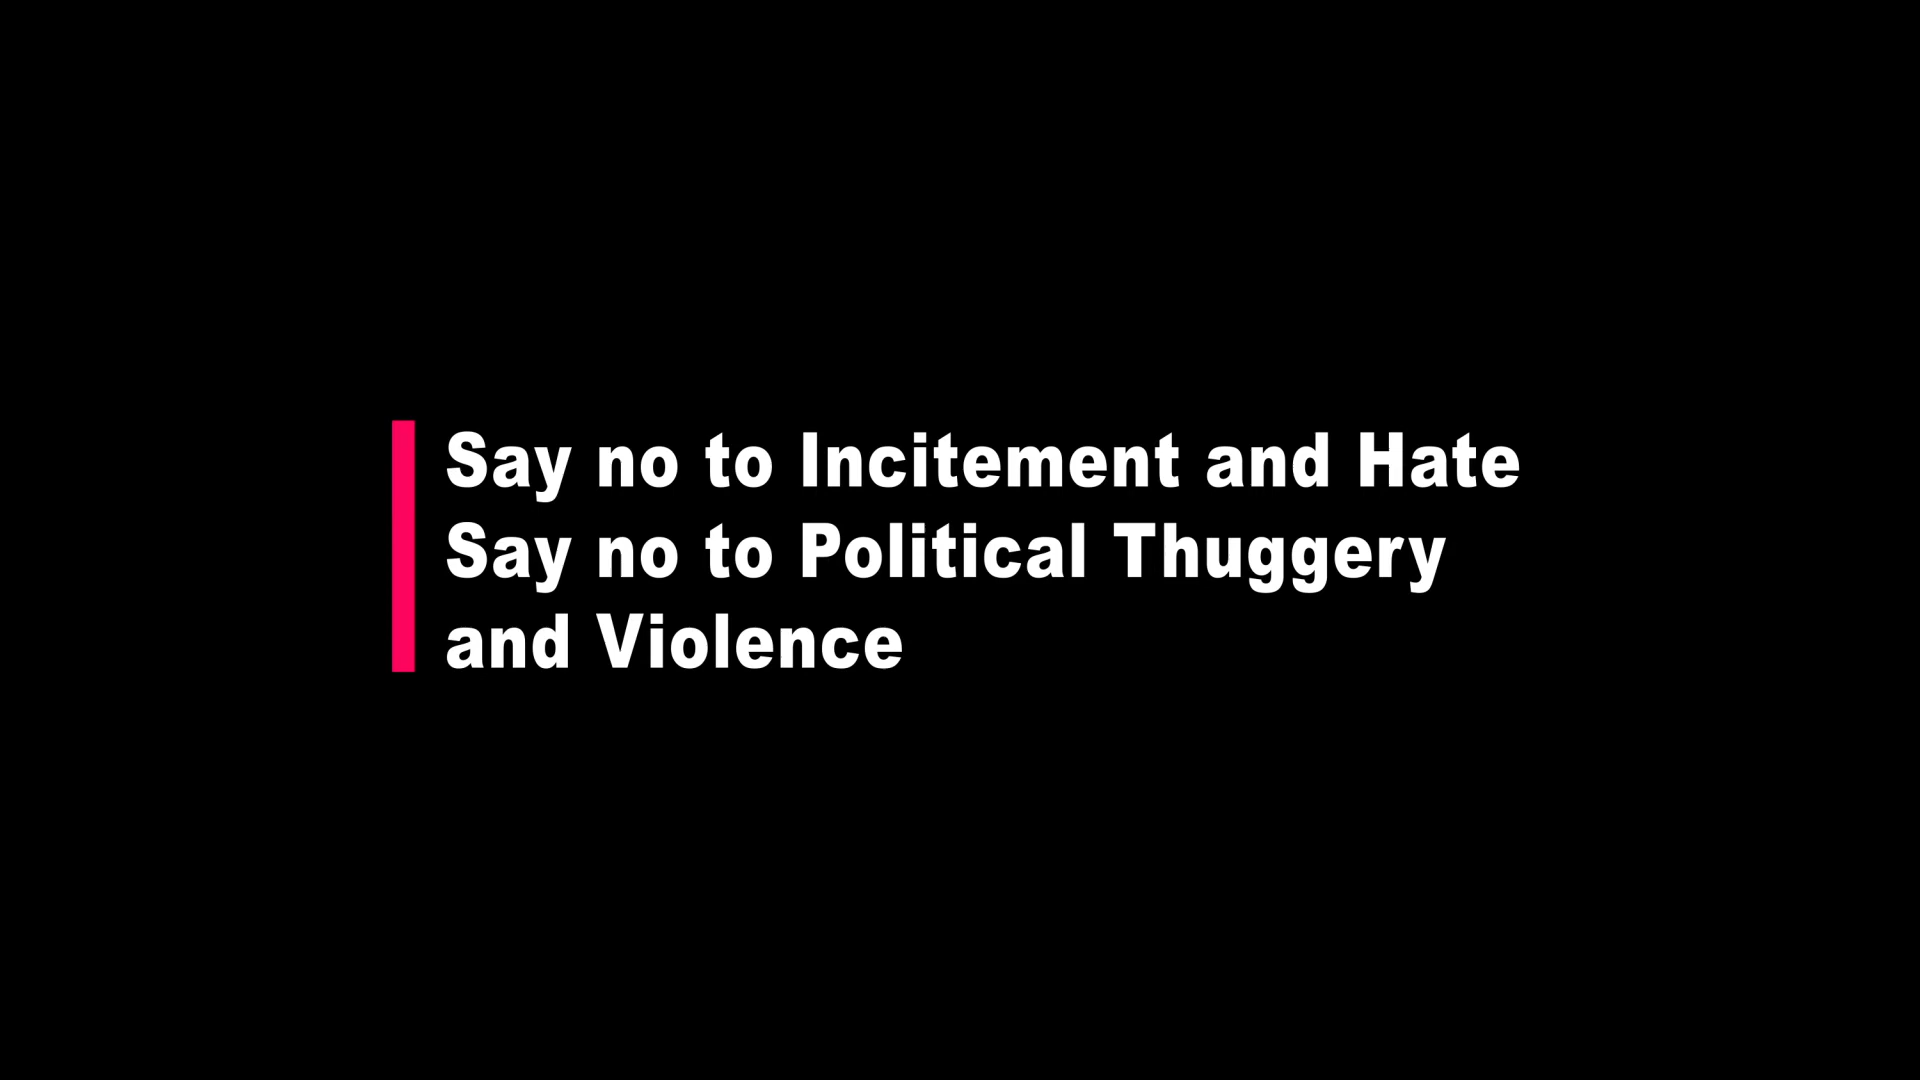 Say no to Incitement and Hate
Say no to Political Thuggery
and Violence